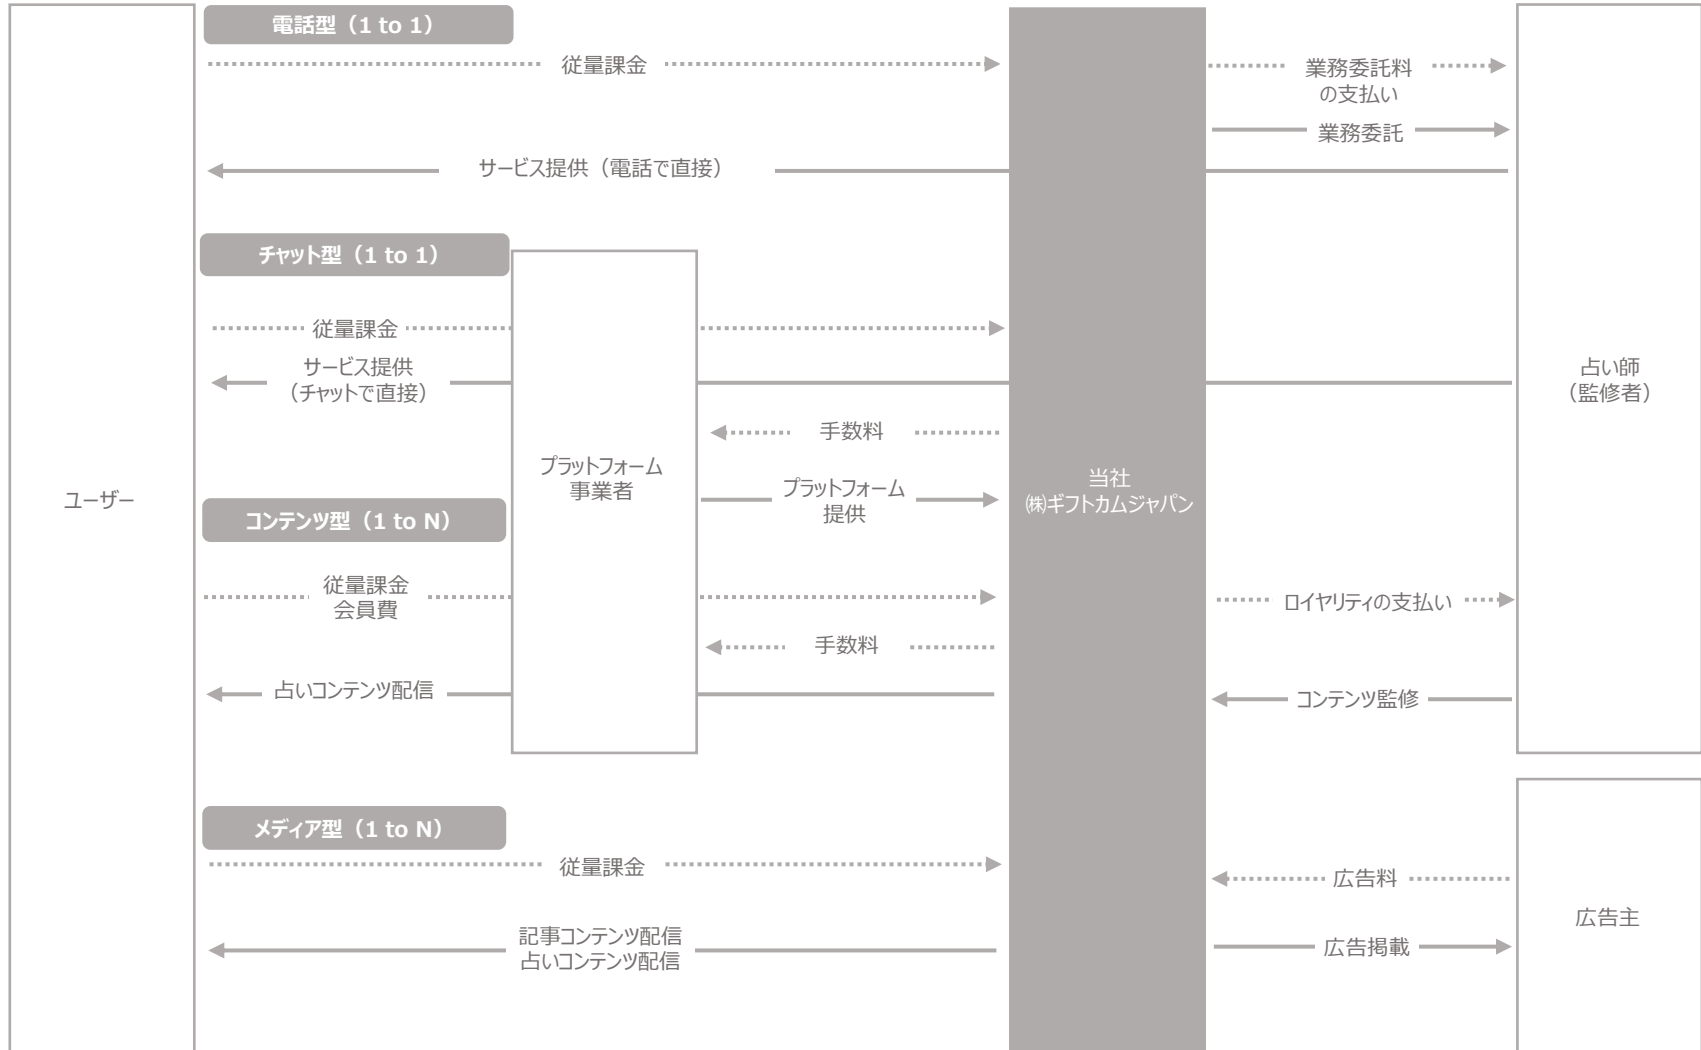 電話型（1 to 1）
従量課金
業務委託料
の支払い
業務委託
サービス提供（電話で直接）
チャット型（1 to 1）
従量課金
サービス提供
（チャットで直接）
手数料
プラットフォーム
事業者
プラットフォーム
提供
ユーザー
当社
㈱ギフトカムジャパン
占い師
（監修者）
コンテンツ型（1 to N）
従量課金
会員費
ロイヤリティの支払い
手数料
占いコンテンツ配信
コンテンツ監修
メディア型（1 to N）
従量課金
広告料
広告主
記事コンテンツ配信
占いコンテンツ配信
広告掲載